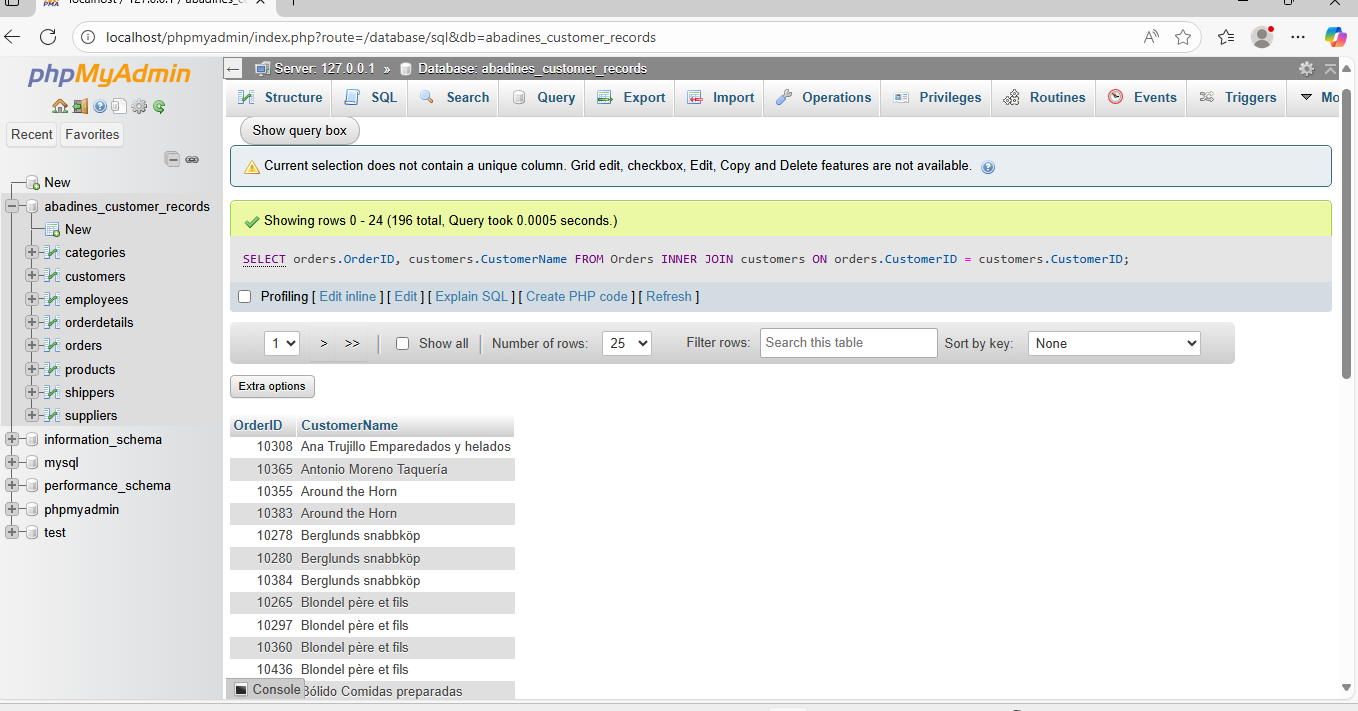 localhost / 127.0.0.1 / abadines_c
localhost/phpmyadmin/index.php?route=/database/sql&db=abadines_customer_records
phpMyAdmin
Recent Favorites
New
abadines_customer_records
New
categories
customers
employees
orderdetails
orders
products
shippers
suppliers
information_schema
mysql
performance_schema
phpmyadmin
test
Server: 127.0.0.1 » Database: abadines_customer_records
Structure SQL Search Query Export Import Operations Privileges Routines Events Triggers Mo
Show query box
Current selection does not contain a unique column. Grid edit, checkbox, Edit, Copy and Delete features are not available.
Showing rows 0 - 24 (196 total, Query took 0.0005 seconds.)
SELECT orders.OrderID, customers.CustomerName FROM Orders INNER JOIN customers ON orders.CustomerID = customers.CustomerID;
Profiling [ Edit inline ] [ Edit ] [ Explain SQL ] [ Create PHP code ] [ Refresh ]
1 > >> | Show all | Number of rows: 25 Filter rows: Search this table Sort by key: None
Extra options
OrderID CustomerName
10308 Ana Trujillo Emparedados y helados
10365 Antonio Moreno Taquería
10355 Around the Horn
10383 Around the Horn
10278 Berglunds snabbköp
10280 Berglunds snabbköp
10384 Berglunds snabbköp
10265 Blondel père et fils
10297 Blondel père et fils
10360 Blondel père et fils
10436 Blondel père et fils
Console Bólido Comidas preparadas